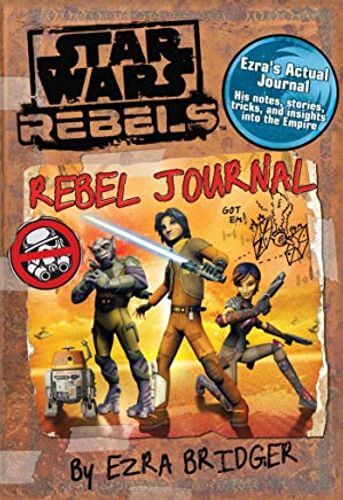 STAR
WARS
REBELS™
Ezra's Actual
Journal
His notes, stories,
tricks, and insights
into the Empire
REBEL JOURNAL
GOT
EM!
By EZRA BRIDGER